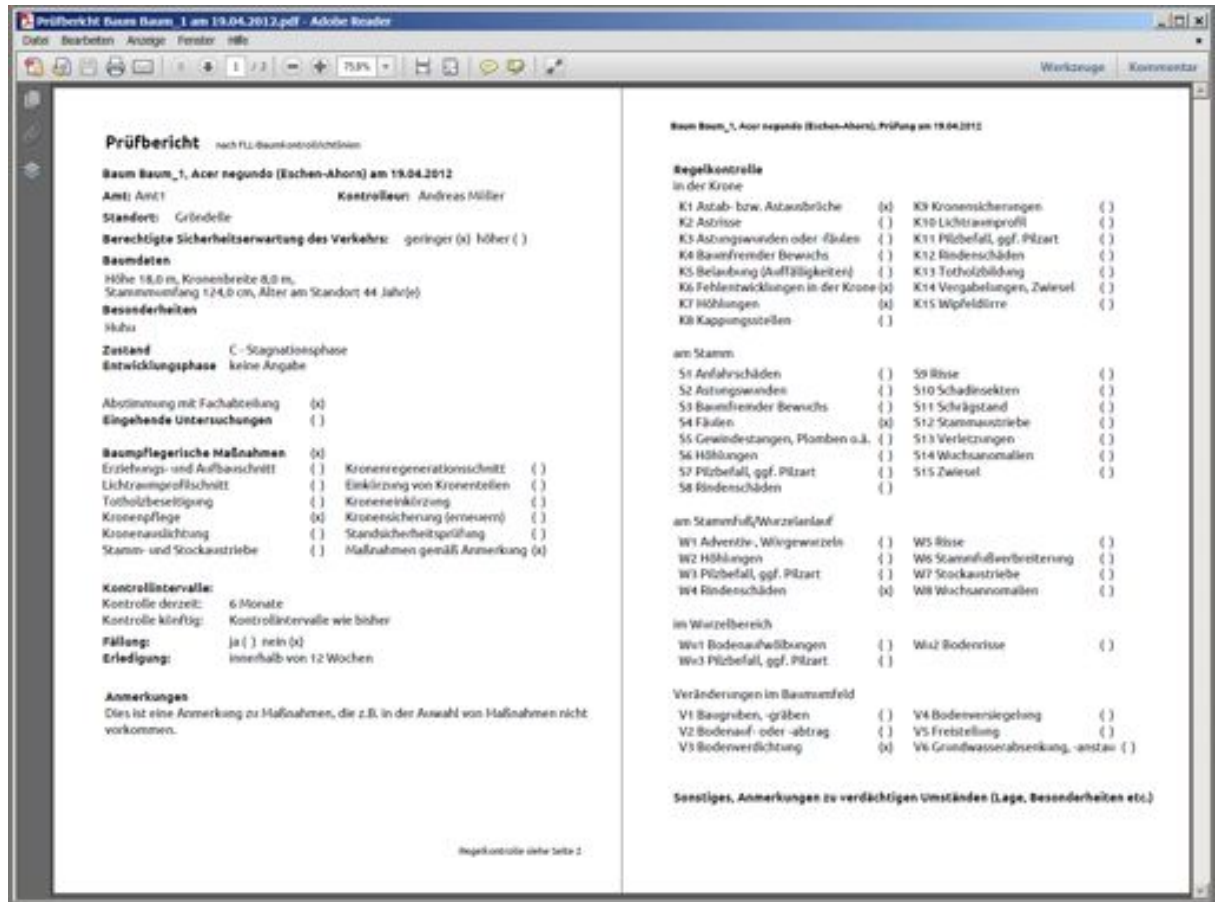 Prüfbericht Baum Baum_1 am 19.04.2012.pdf - Adobe Reader
Datei Bearbeiten Anzeige Fenster Hilfe
1 / 2 75,8% Werkzeuge Kommentar
Prüfbericht nach FLL-Baumkontrollrichtlinien
Baum Baum_1, Acer negundo (Eschen-Ahorn) am 19.04.2012
Amt: Amt1 Kontrolleur: Andreas Möller
Standort: Gröndelle
Berechtigte Sicherheitserwartung des Verkehrs: geringer (x) höher ( )
Baumdaten
Höhe 18,0 m, Kronenbreite 8,0 m,
Stammmumfang 124,0 cm, Alter am Standort 44 Jahr(e)
Besonderheiten
Huhu
Zustand C - Stagnationsphase
Entwicklungsphase keine Angabe
Abstimmung mit Fachabteilung (x)
Eingehende Untersuchungen ( )
Baumpflegerische Maßnahmen (x)
Erziehungs- und Aufbauschnitt ( ) Kronenregenerationsschnitt ( )
Lichtraumprofilschnitt ( ) Einkürzung von Kronenteilen ( )
Totholzbeseitigung ( ) Kroneneinkürzung ( )
Kronenpflege (x) Kronensicherung (erneuern) ( )
Kronenauslichtung ( ) Standsicherheitsprüfung ( )
Stamm- und Stockaustriebe ( ) Maßnahmen gemäß Anmerkung (x)
Kontrollintervalle:
Kontrolle derzeit: 6 Monate
Kontrolle künftig: Kontrollintervalle wie bisher
Fällung: ja ( ) nein (x)
Erledigung: innerhalb von 12 Wochen
Anmerkungen
Dies ist eine Anmerkung zu Maßnahmen, die z.B. in der Auwahl von Maßnahmen nicht
vorkommen.
Regelkontrolle siehe Seite 2
Baum Baum_1, Acer negundo (Eschen-Ahorn), Prüfung am 19.04.2012
Regelkontrolle
in der Krone
K1 Astab- bzw. Astausbrüche (x) K9 Kronensicherungen ( )
K2 Astrisse ( ) K10 Lichtraumprofil ( )
K3 Astungswunden oder -fäulen ( ) K11 Pilzbefall, ggf. Pilzart ( )
K4 Baumfremder Bewuchs ( ) K12 Rindenschäden ( )
K5 Belaubung (Auffälligkeiten) ( ) K13 Totholzbildung ( )
K6 Fehlentwicklungen in der Krone (x) K14 Vergabelungen, Zwiesel ( )
K7 Höhlungen ( ) K15 Wipfeldürre ( )
K8 Kappungsstellen ( )
am Stamm
S1 Anfahrschäden ( ) S9 Risse ( )
S2 Astungswunden ( ) S10 Schadinsekten ( )
S3 Baumfremder Bewuchs ( ) S11 Schrägstand ( )
S4 Fäulen (x) S12 Stammaustriebe ( )
S5 Gewindestangen, Plomben o.ä. ( ) S13 Verletzungen ( )
S6 Höhlungen ( ) S14 Wuchsanomalien ( )
S7 Pilzbefall, ggf. Pilzart ( ) S15 Zwiesel ( )
S8 Rindenschäden ( )
am Stammfuß/Wurzelanlauf
W1 Adventiv-, Würgewurzeln ( ) W5 Risse ( )
W2 Höhlungen ( ) W6 Stammfußverbreiterung ( )
W3 Pilzbefall, ggf. Pilzart ( ) W7 Stockaustriebe ( )
W4 Rindenschäden (x) W8 Wuchsannomalien ( )
im Wurzelbereich
Wu1 Bodenaufwölbungen ( ) Wu2 Bodenrisse ( )
Wu3 Pilzbefall, ggf. Pilzart ( )
Veränderungen im Baumumfeld
V1 Baugruben, -gräben ( ) V4 Bodenversiegelung ( )
V2 Bodenauf- oder -abtrag ( ) V5 Freistellung ( )
V3 Bodenverdichtung (x) V6 Grundwasserabsenkung, -anstau ( )
Sonstiges, Anmerkungen zu verdächtigen Umständen (Lage, Besonderheiten etc.)